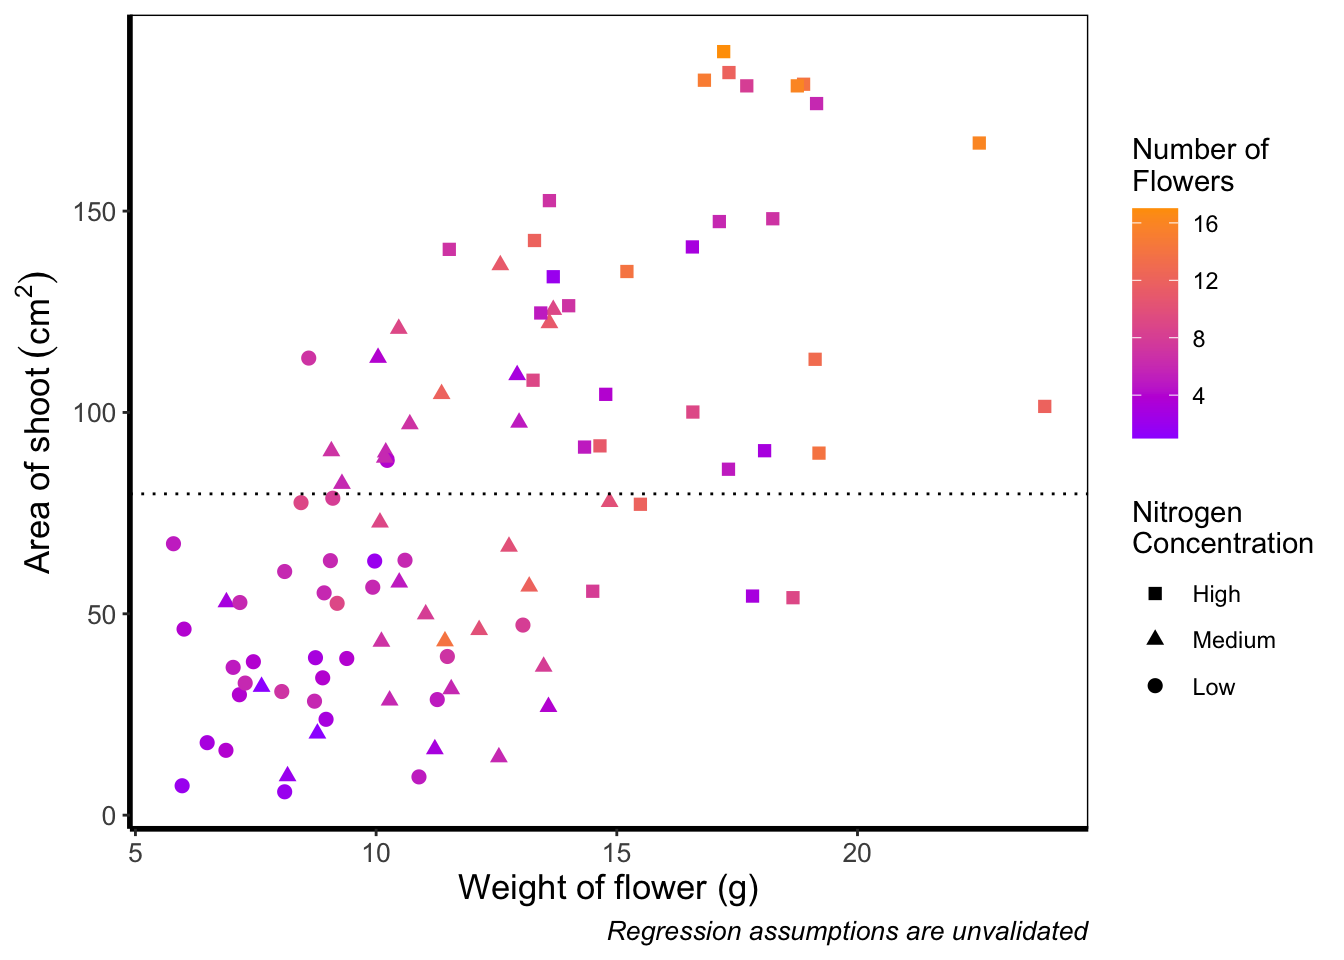 Area of shoot (cm²)
150
100
50
0
5 10 15 20
Weight of flower (g)
Regression assumptions are unvalidated
Number of
Flowers
16
12
8
4
Nitrogen
Concentration
High
Medium
Low